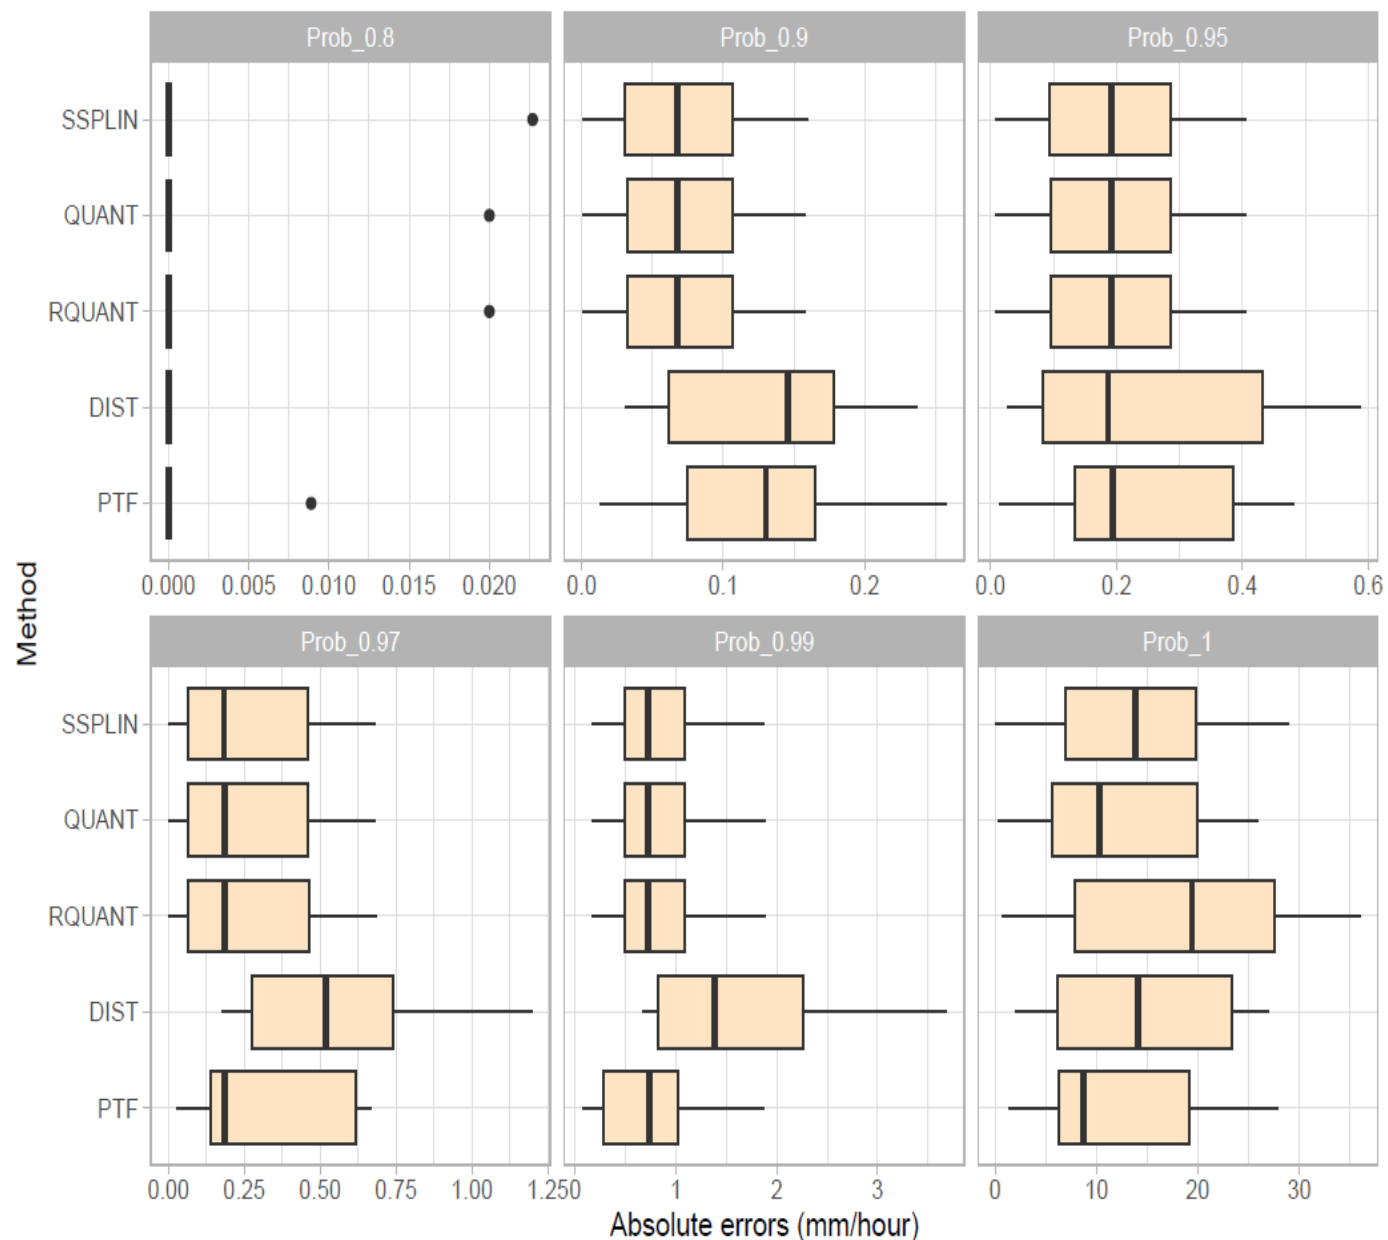 Prob_0.8 Prob_0.9 Prob_0.95
SSPLIN
QUANT
RQUANT
DIST
PTF
0.000 0.005 0.010 0.015 0.020 0.0 0.1 0.2 0.0 0.2 0.4 0.6
Method
Prob_0.97 Prob_0.99 Prob_1
SSPLIN
QUANT
RQUANT
DIST
PTF
0.00 0.25 0.50 0.75 1.00 1.25 0 1 2 3 0 10 20 30
Absolute errors (mm/hour)